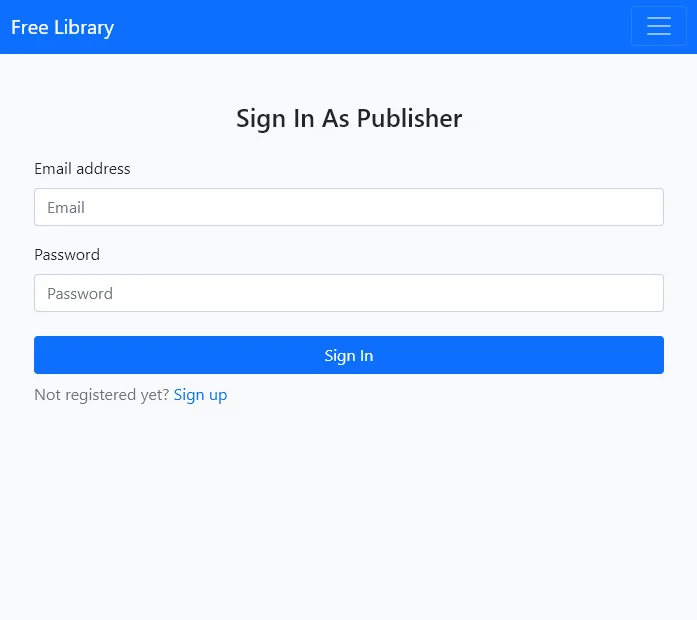 Free Library
Sign In As Publisher
Email address
Email
Password
Password
Sign In
Not registered yet? Sign up